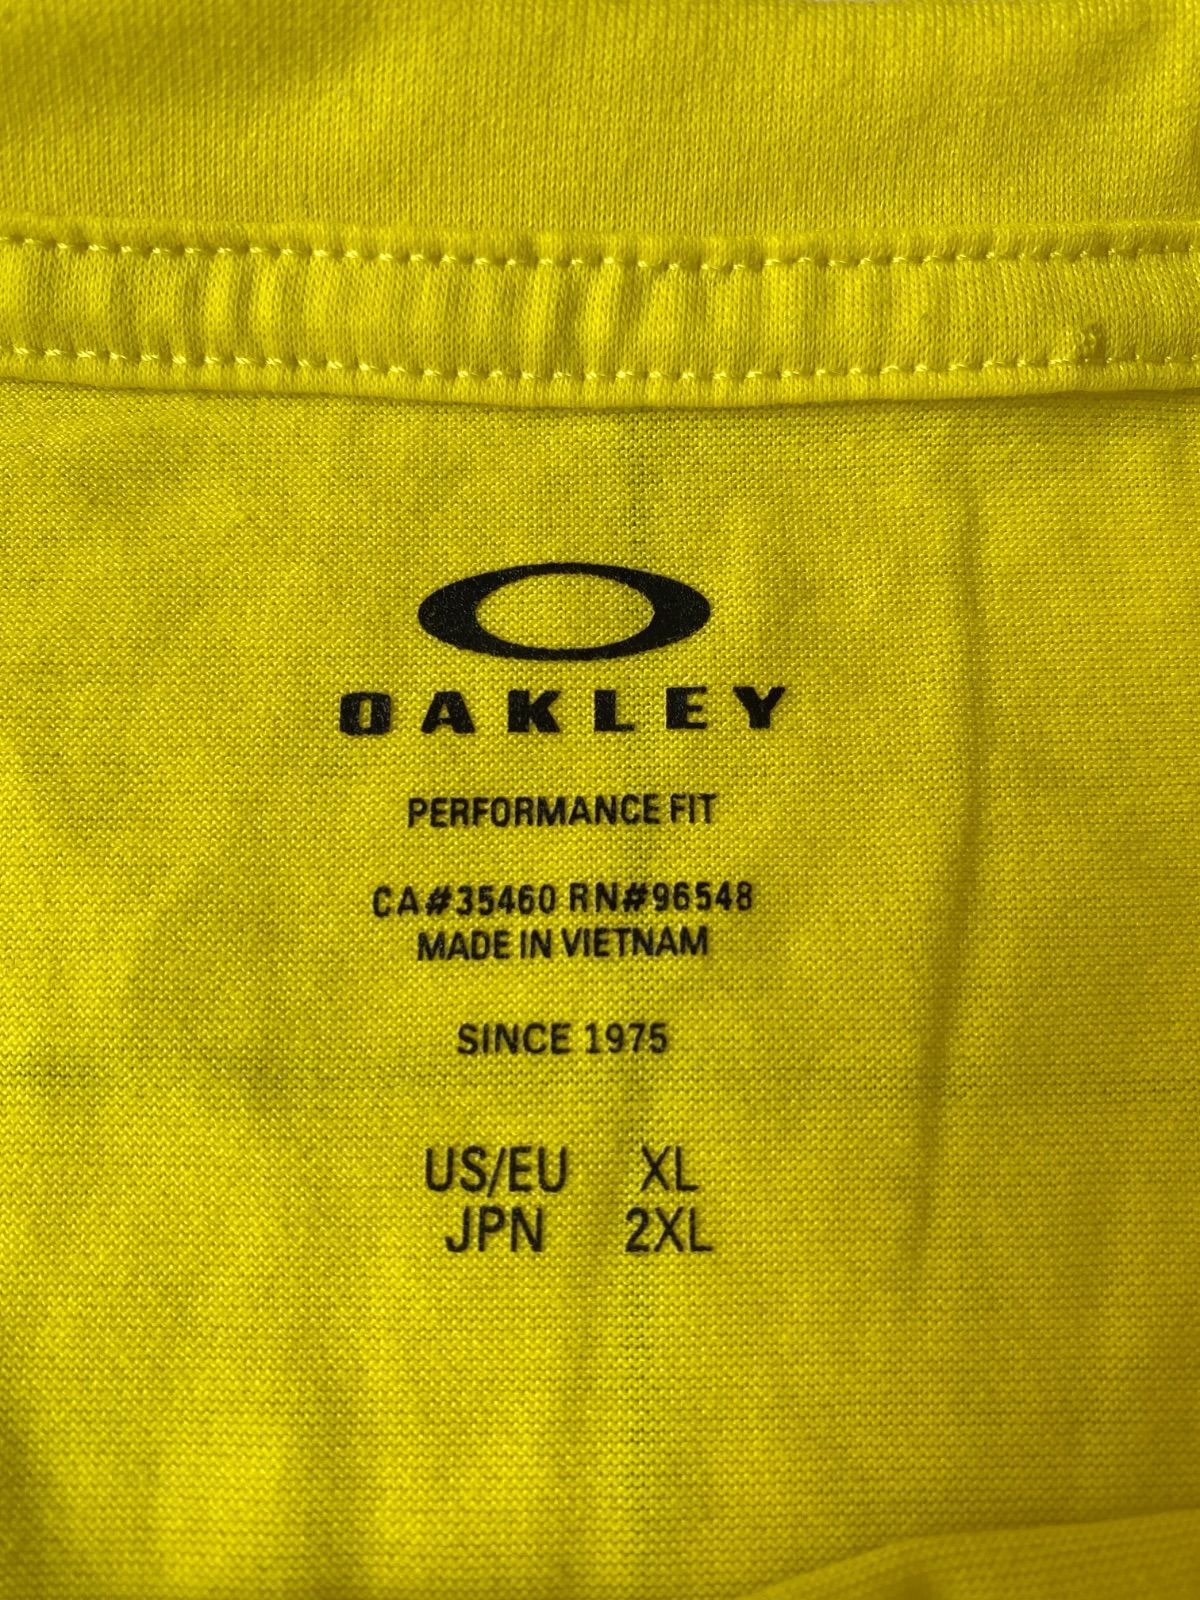 OAKLEY
PERFORMANCE FIT
CA#35460 RN#96548
MADE IN VIETNAM
SINCE 1975
US/EU XL
JPN 2XL